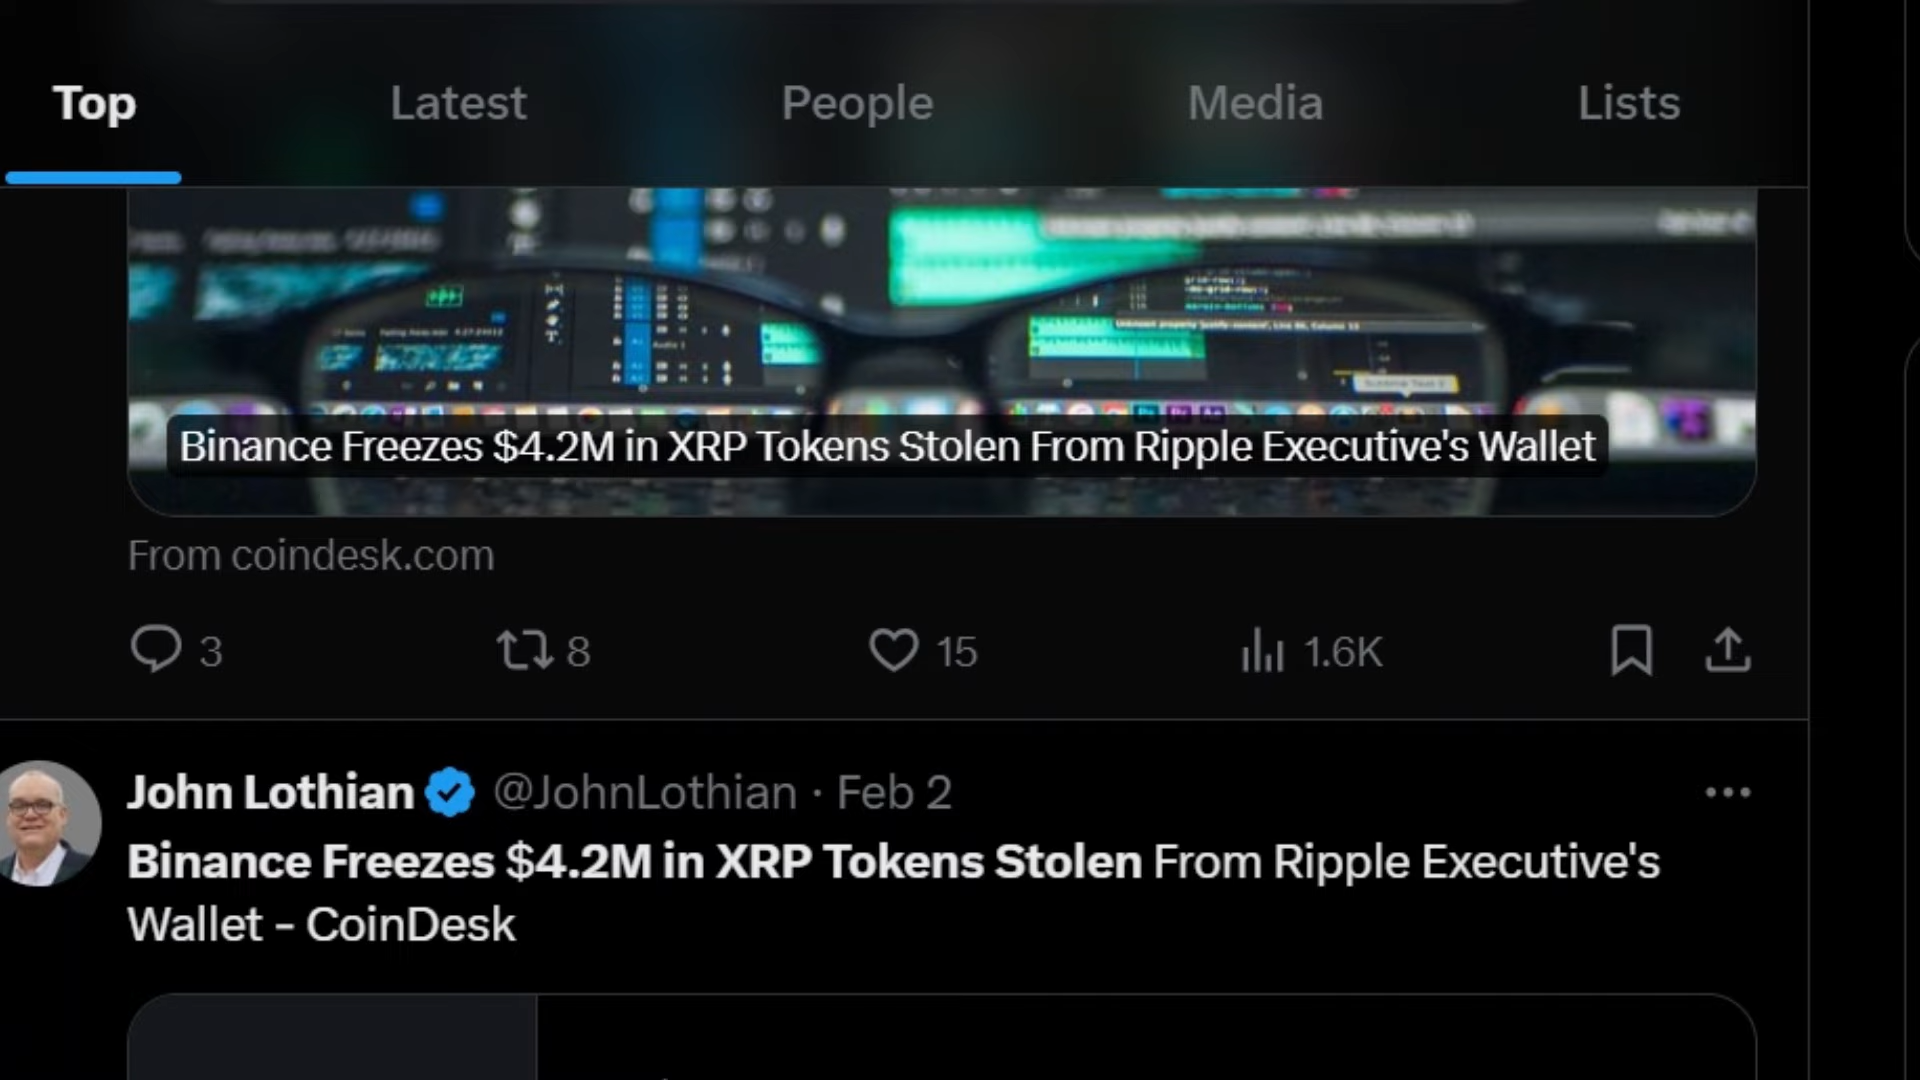 Top Latest People Media Lists
Binance Freezes $4.2M in XRP Tokens Stolen From Ripple Executive's Wallet
From coindesk.com
3 8 15 1.6K
John Lothian @JohnLothian · Feb 2
Binance Freezes $4.2M in XRP Tokens Stolen From Ripple Executive's
Wallet - CoinDesk